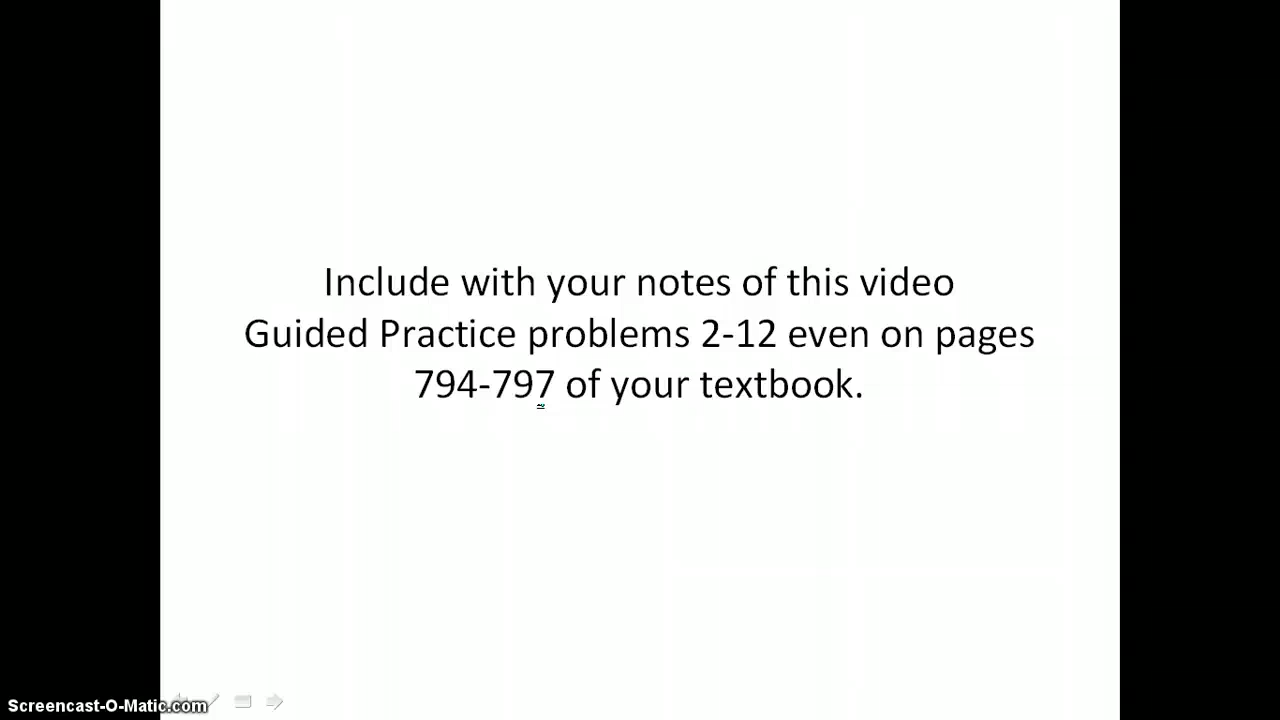 Include with your notes of this video
Guided Practice problems 2-12 even on pages
794-797 of your textbook.
Screencast-O-Matic.com